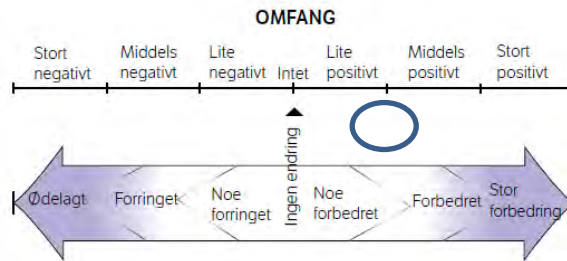 OMFANG
Stort negativt
Middels negativt
Lite negativt
Intet
Lite positivt
Middels positivt
Stort positivt
Ingen endring
Ødelagt
Forringet
Noe forringet
Noe forbedret
Forbedret
Stor forbedring